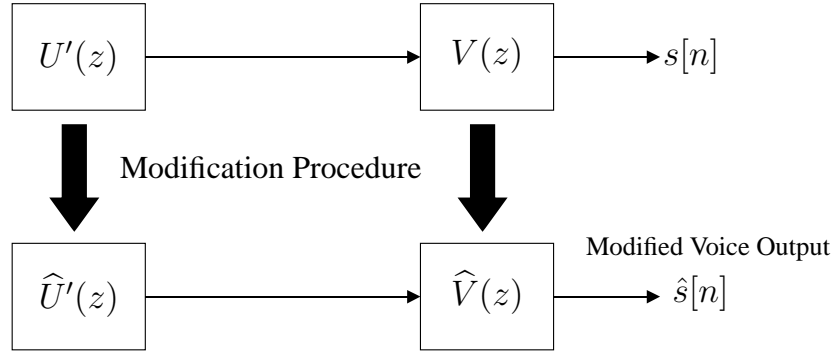 U′(z) V(z) s[n]
Modification Procedure
Modified Voice Output
Û′(z) V̂(z) ŝ[n]